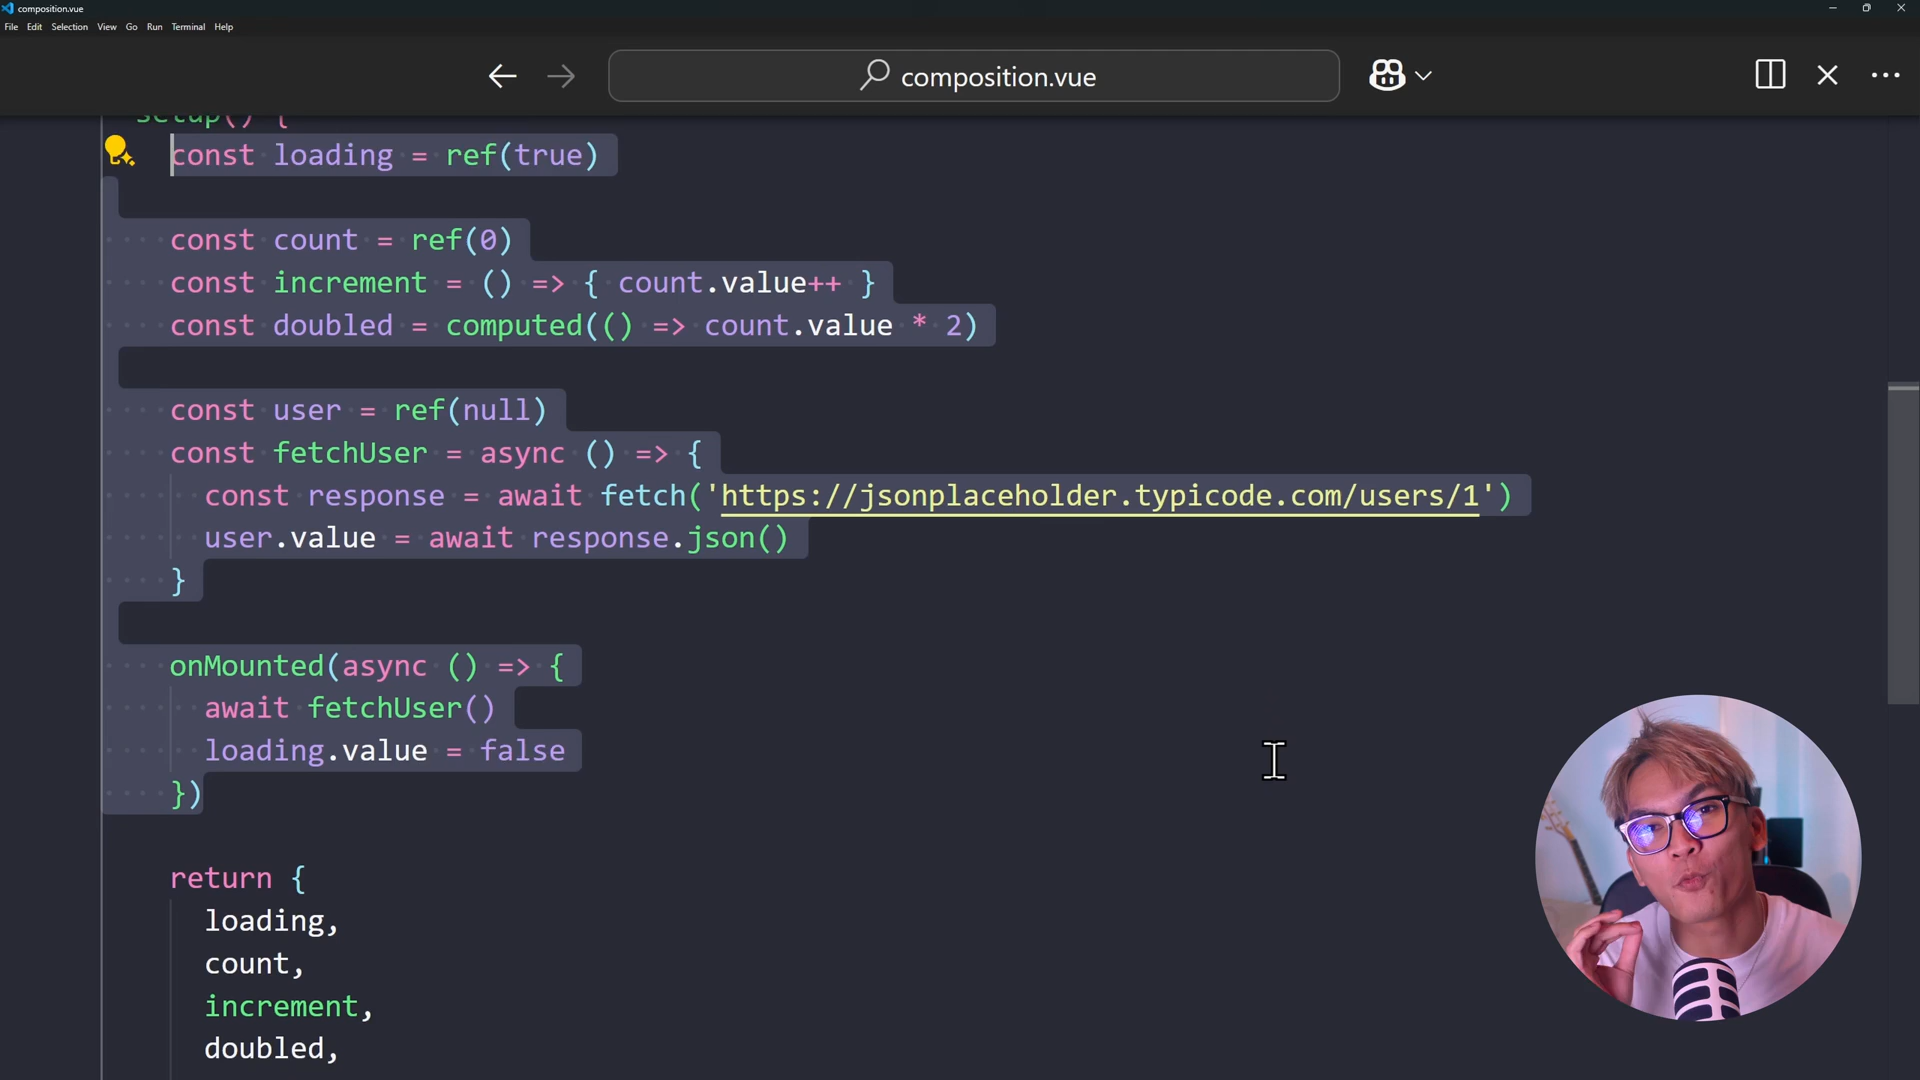 composition.vue
File Edit Selection View Go Run Terminal Help
composition.vue
setup() {
const loading = ref(true)
const count = ref(0)
const increment = () => { count.value++ }
const doubled = computed(() => count.value * 2)
const user = ref(null)
const fetchUser = async () => {
const response = await fetch('https://jsonplaceholder.typicode.com/users/1')
user.value = await response.json()
}
onMounted(async () => {
await fetchUser()
loading.value = false
})
return {
loading,
count,
increment,
doubled,